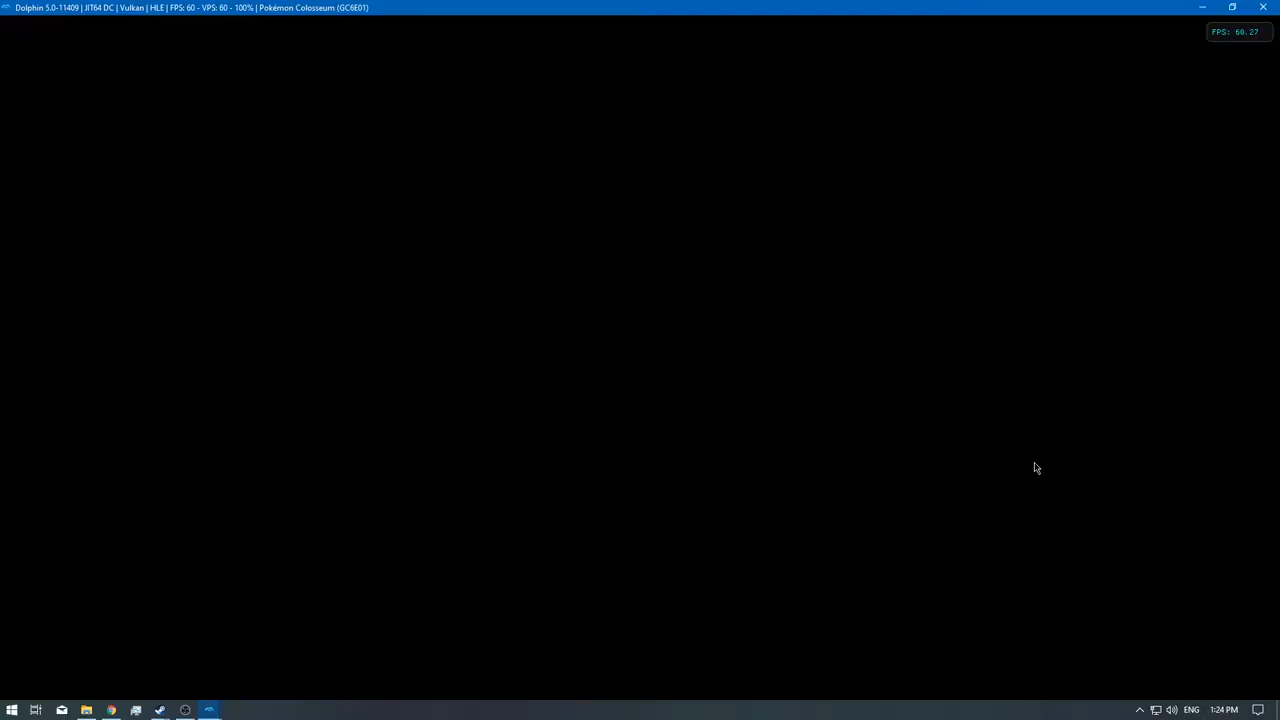 Dolphin 5.0-11409 | JIT64 DC | Vulkan | HLE | FPS: 60 - VPS: 60 - 100% | Pokémon Colosseum (GC6E01)
FPS: 60.27
ENG
1:24 PM